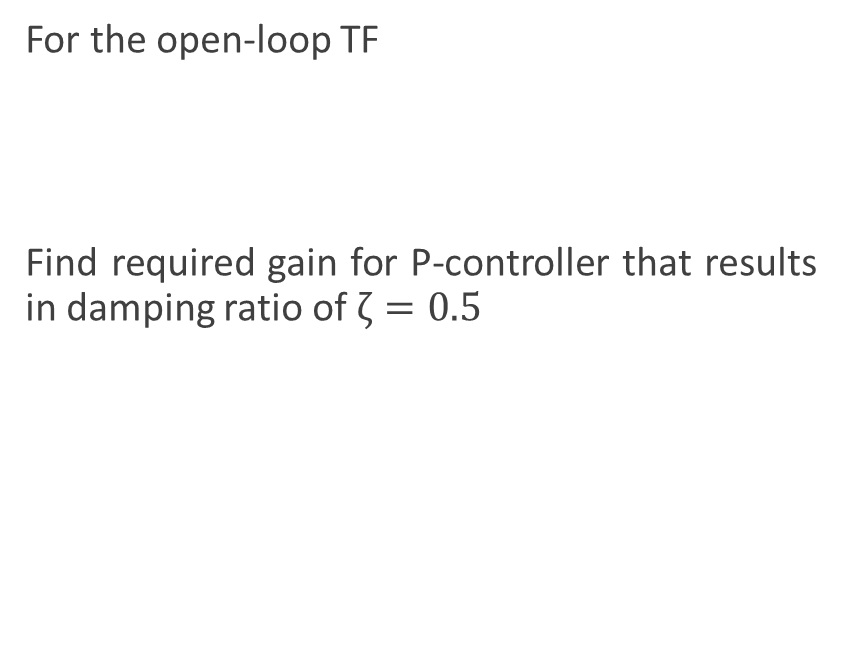 For the open-loop TF
Find required gain for P-controller that results
in damping ratio of ζ = 0.5